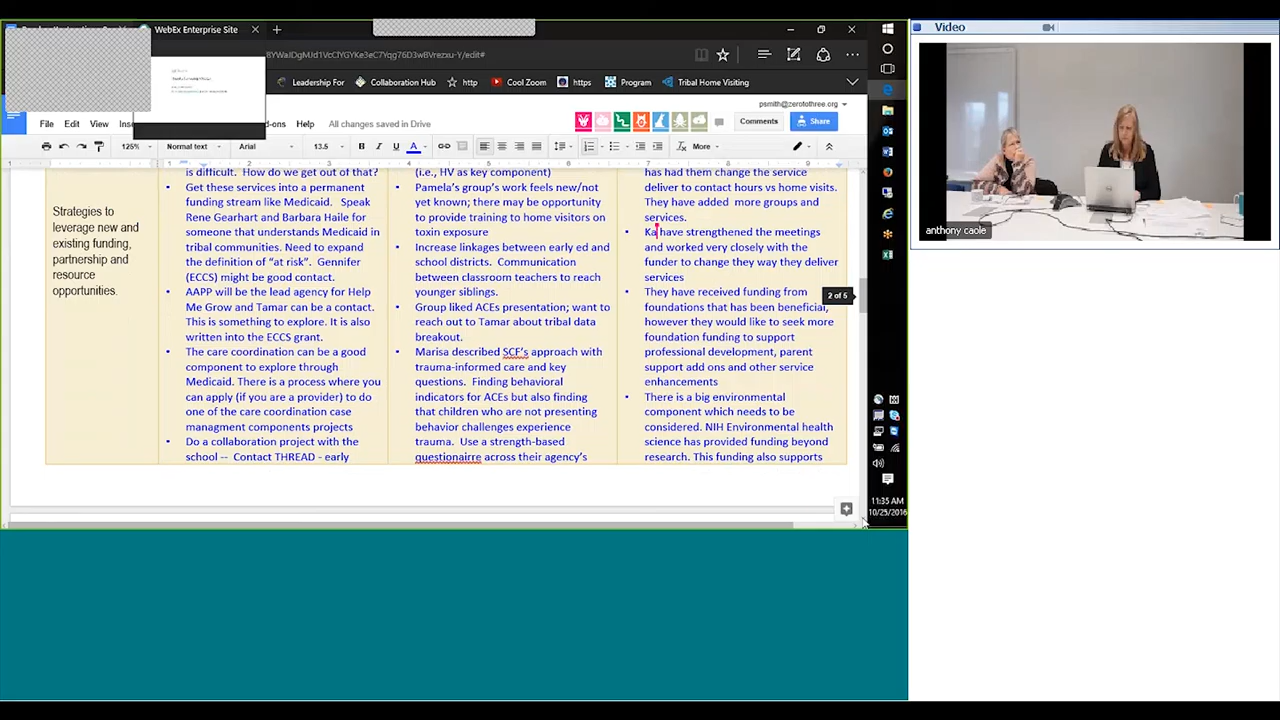 WebEx Enterprise Site
8YWaIDgMJd1VcClYGYKe3eC7Yqg76D3wBVrezxu-Y/edit#
Leadership For
Collaboration Hub
http
Cool Zoom
https
Program
Tribal Home Visiting
psmith@zerotothree.org
File Edit View Ins
d-ons Help All changes saved in Drive
Comments
Share
125%
Normal text
Arial
13.5
B I U A
More
Strategies to
leverage new and
existing funding,
partnership and
resource
opportunities.
is difficult. How do we get out of that?
• Get these services into a permanent
funding stream like Medicaid. Speak
Rene Gearhart and Barbara Haile for
someone that understands Medicaid in
tribal communities. Need to expand
the definition of “at risk”. Gennifer
(ECCS) might be good contact.
• AAPP will be the lead agency for Help
Me Grow and Tamar can be a contact.
This is something to explore. It is also
written into the ECCS grant.
• The care coordination can be a good
component to explore through
Medicaid. There is a process where you
can apply (if you are a provider) to do
one of the care coordination case
managment components projects
• Do a collaboration project with the
school -- Contact THREAD - early
(i.e., HV as key component)
• Pamela’s group’s work feels new/not
yet known; there may be opportunity
to provide training to home visitors on
toxin exposure
• Increase linkages between early ed and
school districts. Communication
between classroom teachers to reach
younger siblings.
• Group liked ACEs presentation; want to
reach out to Tamar about tribal data
breakout.
• Marisa described SCF’s approach with
trauma-informed care and key
questions. Finding behavioral
indicators for ACEs but also finding
that children who are not presenting
behavior challenges experience
trauma. Use a strength-based
questionairre across their agency’s
has had them change the service
deliver to contact hours vs home visits.
They have added more groups and
services.
• Ka have strengthened the meetings
and worked very closely with the
funder to change they way they deliver
services
• They have received funding from
foundations that has been beneficial,
however they would like to seek more
foundation funding to support
professional development, parent
support add ons and other service
enhancements
• There is a big environmental
component which needs to be
considered. NIH Environmental health
science has provided funding beyond
research. This funding also supports
2 of 5
11:35 AM
10/25/2016
Video
anthony caole